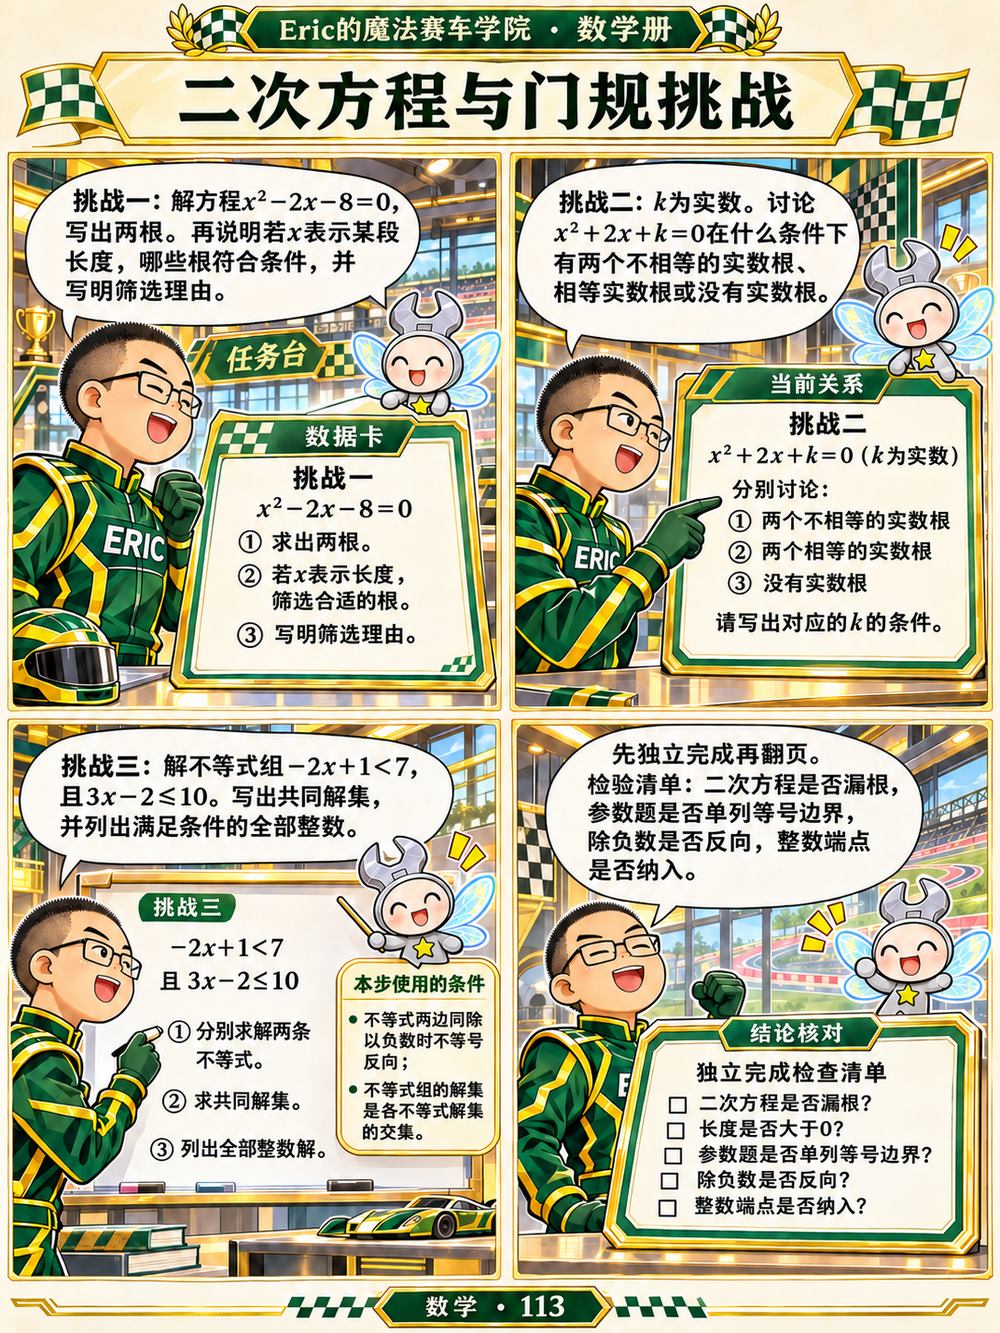 Eric的魔法赛车学院 · 数学册
二次方程与门规挑战
挑战一：解方程x²－2x－8＝0，
写出两根。再说明若x表示某段
长度，哪些根符合条件，并
写明筛选理由。
任务台
ERIC
数据卡
挑战一
x²－2x－8＝0
① 求出两根。
② 若x表示长度，
筛选合适的根。
③ 写明筛选理由。
挑战二：k为实数。讨论
x²＋2x＋k＝0在什么条件下
有两个不相等的实数根、
相等实数根或没有实数根。
ERIC
当前关系
挑战二
x²＋2x＋k＝0（k为实数）
分别讨论：
① 两个不相等的实数根
② 两个相等的实数根
③ 没有实数根
请写出对应的k的条件。
挑战三：解不等式组－2x＋1＜7，
且3x－2≤10。写出共同解集，
并列出满足条件的全部整数。
挑战三
－2x＋1＜7
且 3x－2≤10
① 分别求解两条
不等式。
② 求共同解集。
③ 列出全部整数解。
本步使用的条件
• 不等式两边同除
以负数时不等号
反向；
• 不等式组的解集
是各不等式解集
的交集。
先独立完成再翻页。
检验清单：二次方程是否漏根，
参数题是否单列等号边界，
除负数是否反向，整数端点
是否纳入。
E
结论核对
独立完成检查清单
□ 二次方程是否漏根？
□ 长度是否大于0？
□ 参数题是否单列等号边界？
□ 除负数是否反向？
□ 整数端点是否纳入？
数学 · 113